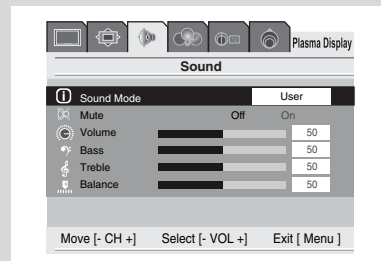 Plasma Display
Sound
Sound Mode User
Mute Off On
Volume 50
Bass 50
Treble 50
Balance 50
Move [- CH +] Select [- VOL +] Exit [ Menu ]